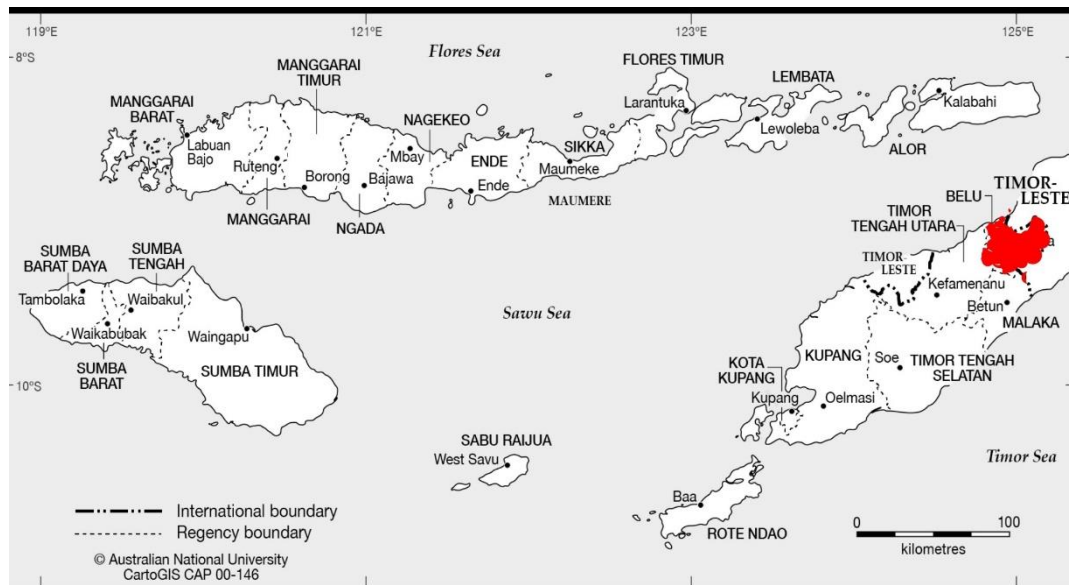 119°E
121°E
123°E
125°E
8°S
Flores Sea
MANGGARAI
TIMUR
FLORES TIMUR
LEMBATA
MANGGARAI
BARAT
Larantuka
Kalabahi
NAGEKEO
Labuan
Bajo
Lewoleba
SIKKA
Mbay
ENDE
ALOR
Ruteng
Maumeke
Borong
Bajawa
Ende
MAUMERE
TIMOR-
LESTE
BELU
MANGGARAI
NGADA
TIMOR
TENGAH UTARA
SUMBA
BARAT DAYA
SUMBA
TENGAH
TIMOR-
LESTE
Kefamenanu
Tambolaka
Waibakul
Betun
Sawu Sea
MALAKA
Waikabubak
Waingapu
KOTA
KUPANG
KUPANG
Soe
TIMOR TENGAH
SELATAN
SUMBA
BARAT
SUMBA TIMUR
10°S
Kupang
Oelmasi
SABU RAIJUA
West Savu
Timor Sea
Baa
ROTE NDAO
International boundary
Regency boundary
0
100
kilometres
© Australian National University
CartoGIS CAP 00-146